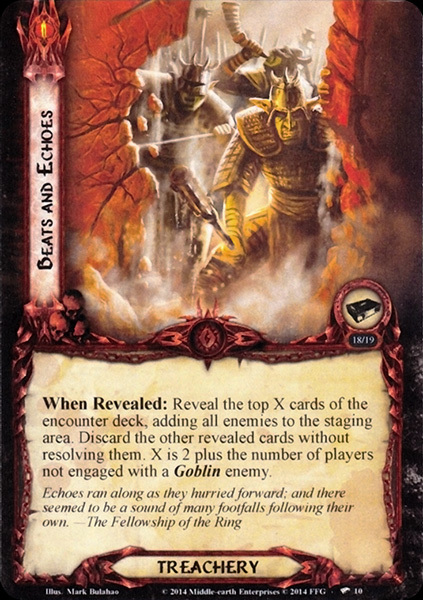 BEATS AND ECHOES
18/19
When Revealed: Reveal the top X cards of the
encounter deck, adding all enemies to the staging
area. Discard the other revealed cards without
resolving them. X is 2 plus the number of players
not engaged with a Goblin enemy.
Echoes ran along as they hurried forward; and there
seemed to be a sound of many footfalls following their
own. —The Fellowship of the Ring
TREACHERY
Illus. Mark Bulahao © 2014 Middle-earth Enterprises © 2014 FFG 10